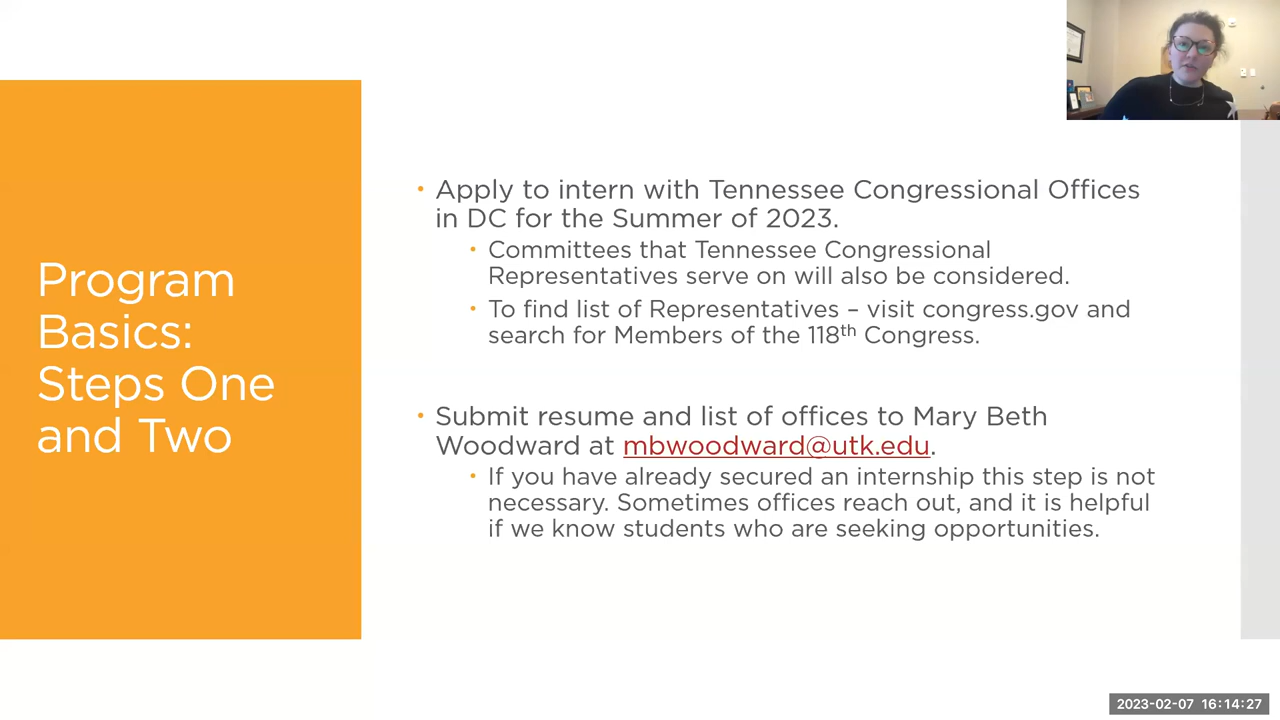 Program
Basics:
Steps One
and Two
• Apply to intern with Tennessee Congressional Offices
in DC for the Summer of 2023.
• Committees that Tennessee Congressional
Representatives serve on will also be considered.
• To find list of Representatives – visit congress.gov and
search for Members of the 118th Congress.
• Submit resume and list of offices to Mary Beth
Woodward at mbwoodward@utk.edu.
• If you have already secured an internship this step is not
necessary. Sometimes offices reach out, and it is helpful
if we know students who are seeking opportunities.
2023-02-07 16:14:27